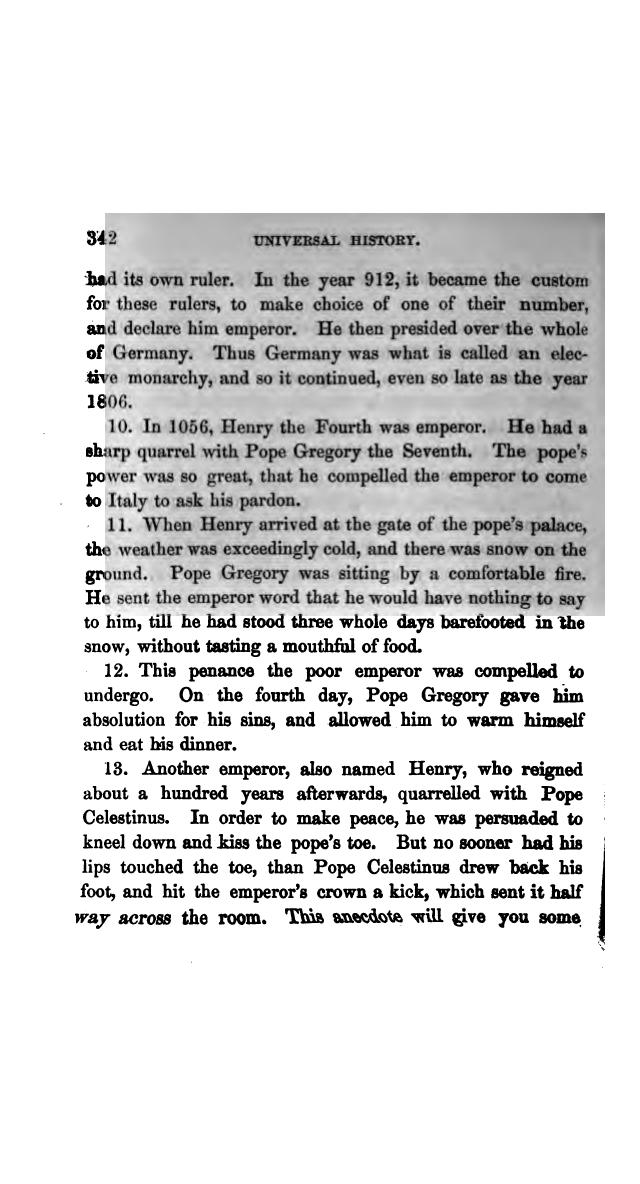 342 UNIVERSAL HISTORY.
had its own ruler. In the year 912, it became the custom
for these rulers, to make choice of one of their number,
and declare him emperor. He then presided over the whole
of Germany. Thus Germany was what is called an elec-
tive monarchy, and so it continued, even so late as the year
1806.
10. In 1056, Henry the Fourth was emperor. He had a
sharp quarrel with Pope Gregory the Seventh. The pope's
power was so great, that he compelled the emperor to come
to Italy to ask his pardon.
11. When Henry arrived at the gate of the pope's palace,
the weather was exceedingly cold, and there was snow on the
ground. Pope Gregory was sitting by a comfortable fire.
He sent the emperor word that he would have nothing to say
to him, till he had stood three whole days barefooted in the
snow, without tasting a mouthful of food.
12. This penance the poor emperor was compelled to
undergo. On the fourth day, Pope Gregory gave him
absolution for his sins, and allowed him to warm himself
and eat his dinner.
13. Another emperor, also named Henry, who reigned
about a hundred years afterwards, quarrelled with Pope
Celestinus. In order to make peace, he was persuaded to
kneel down and kiss the pope's toe. But no sooner had his
lips touched the toe, than Pope Celestinus drew back his
foot, and hit the emperor's crown a kick, which sent it half
way across the room. This anecdote will give you some